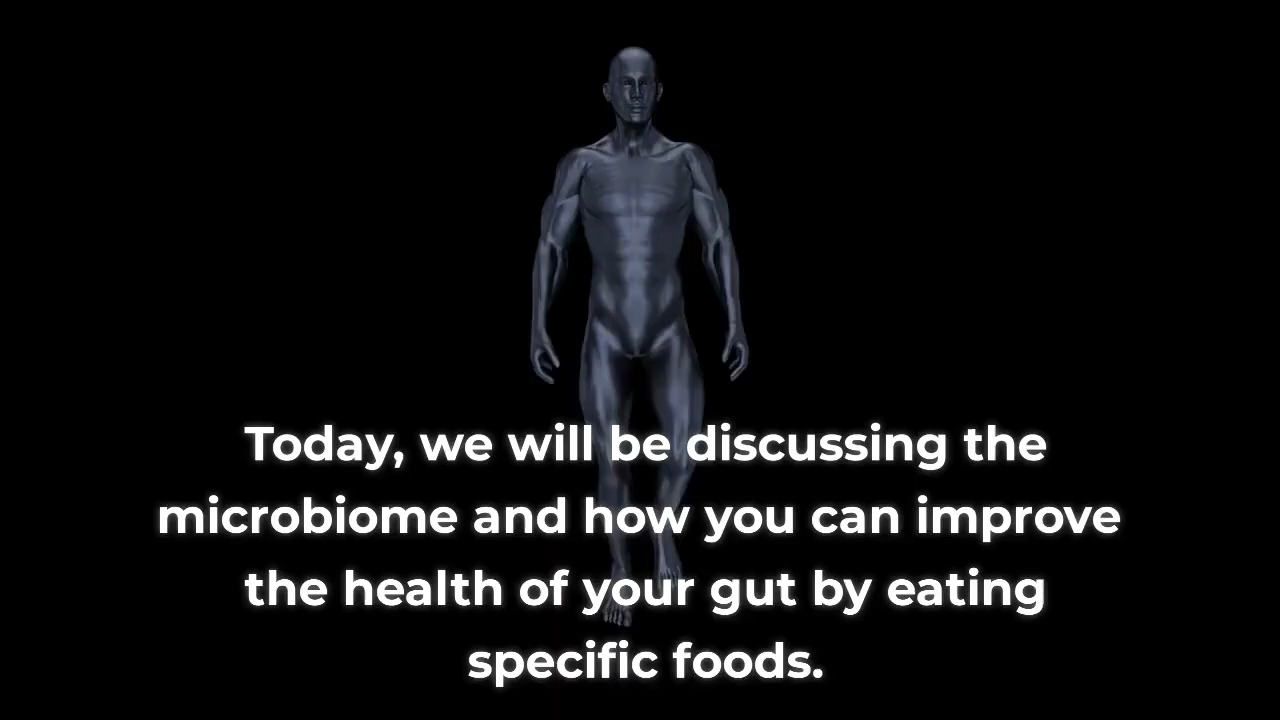 Today, we will be discussing the
microbiome and how you can improve
the health of your gut by eating
specific foods.